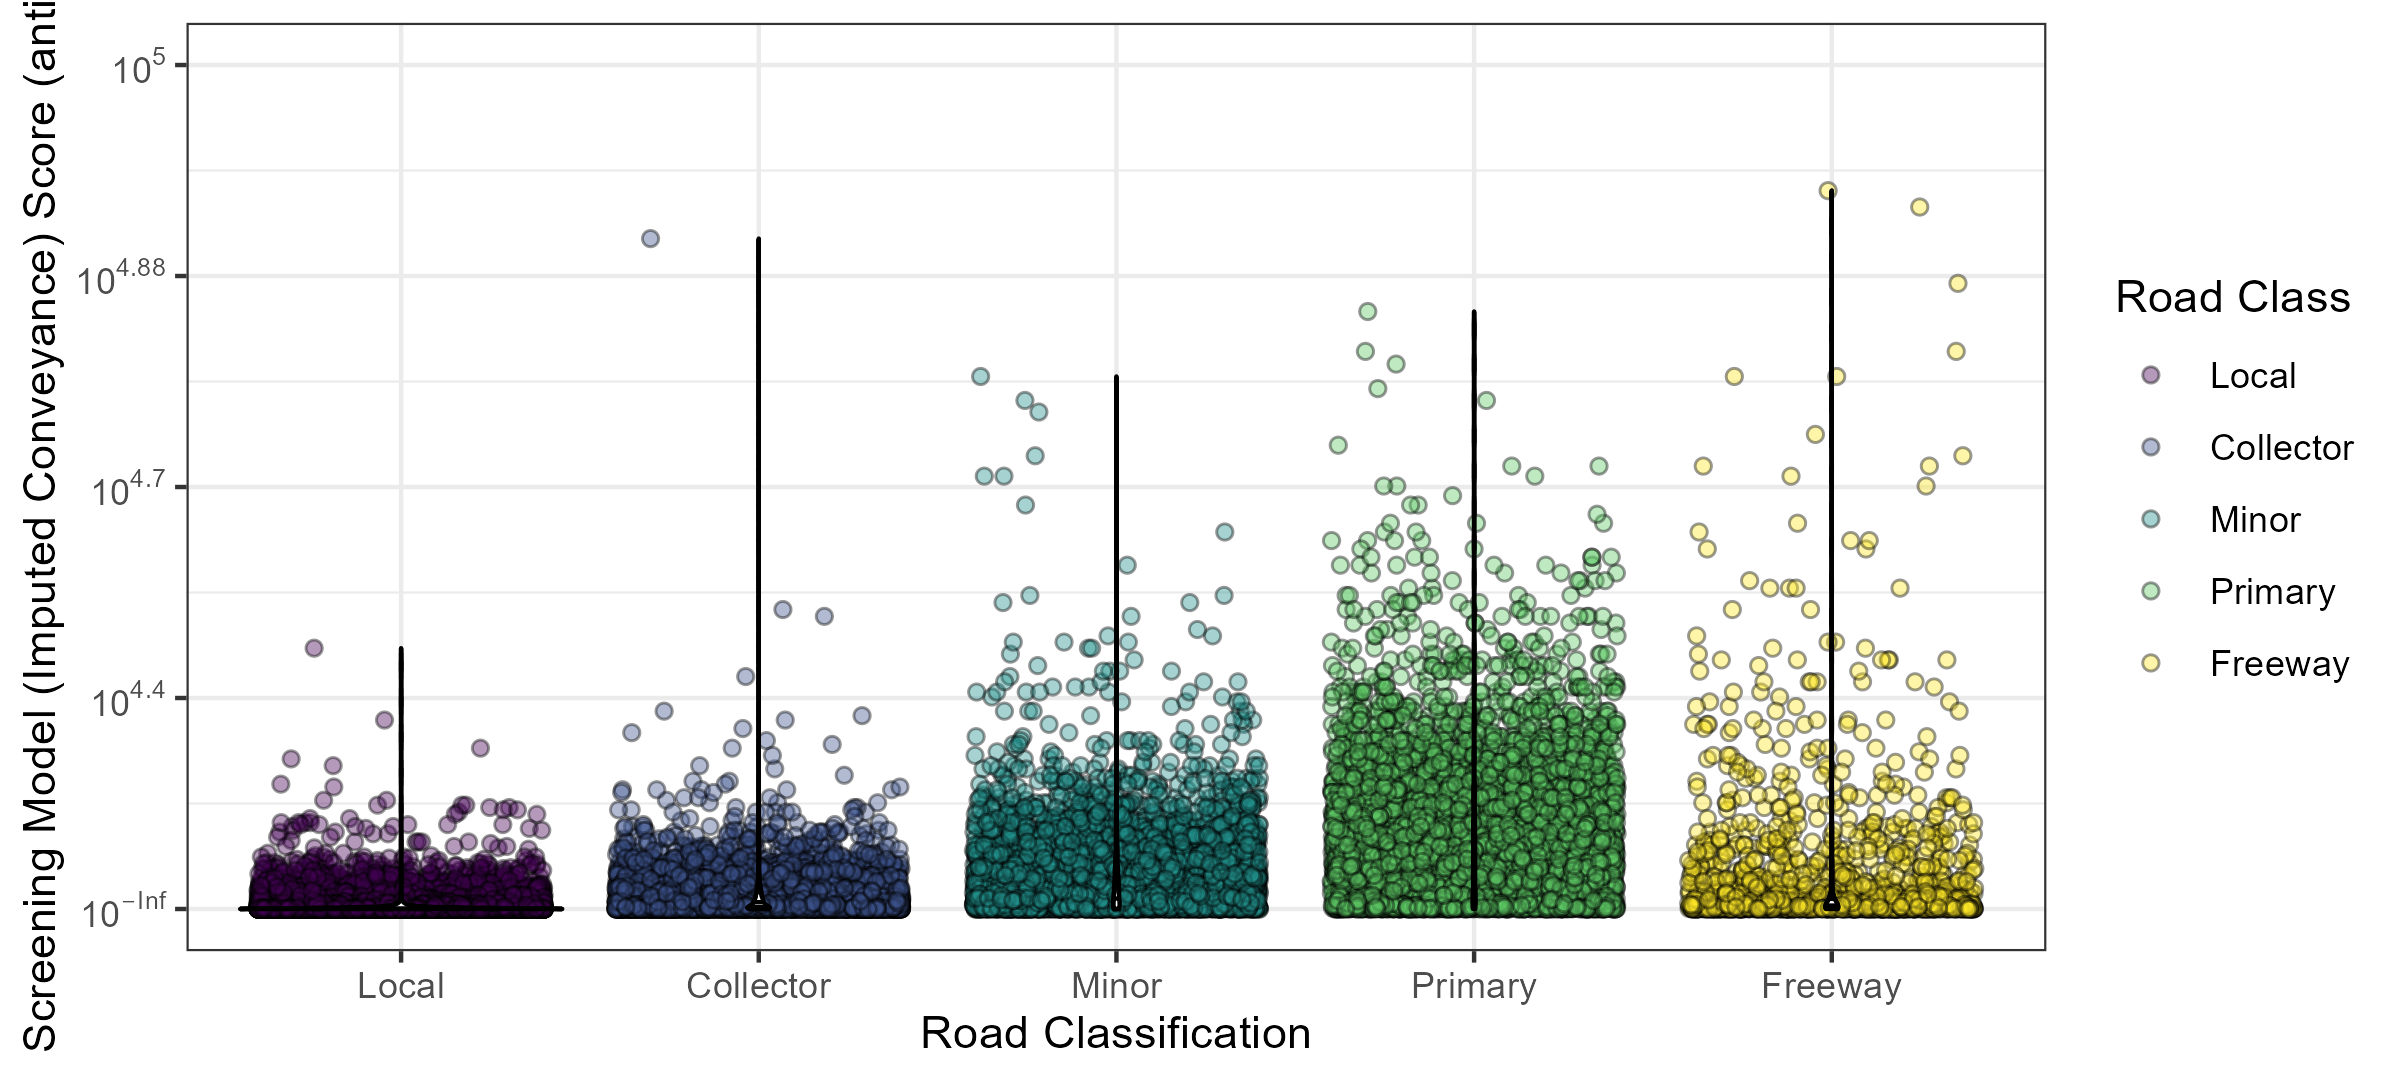 Screening Model (Imputed Conveyance) Score (anti
10^5
10^4.88
10^4.7
10^4.4
10^−Inf
Local Collector Minor Primary Freeway
Road Classification
Road Class
Local
Collector
Minor
Primary
Freeway